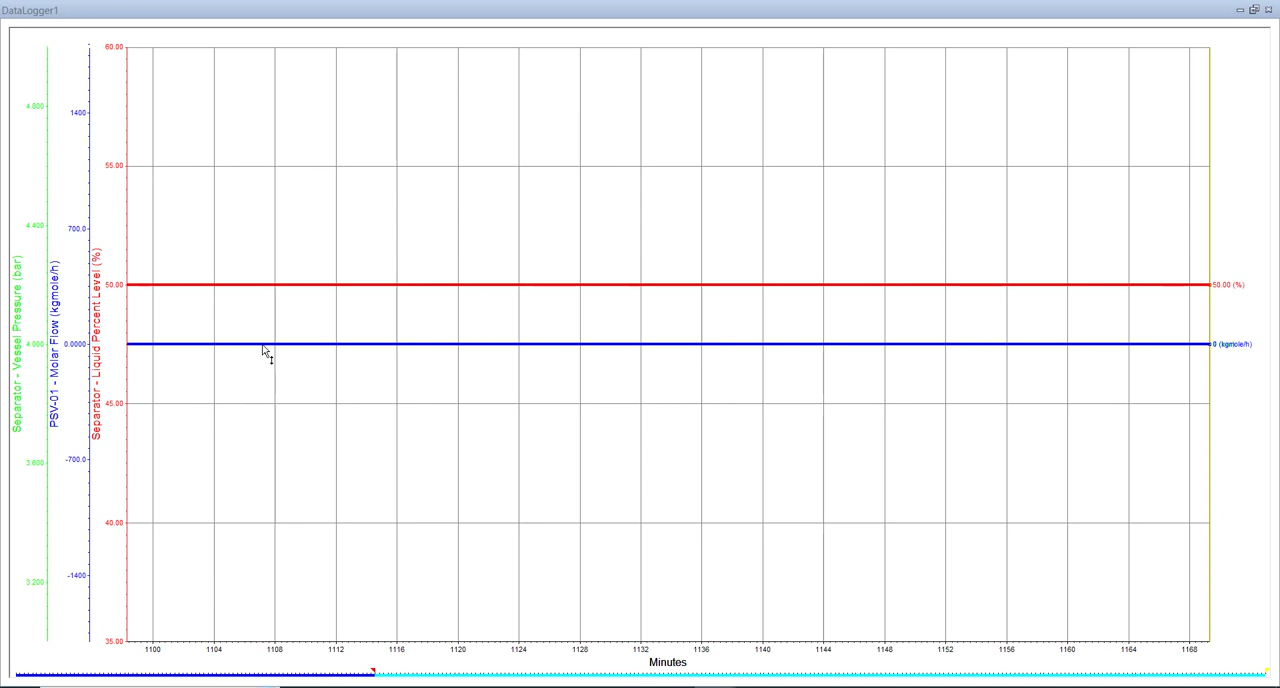 DataLogger1
Separator - Vessel Pressure (bar)
4.800
4.400
4.000
3.600
3.200
PSV-01 - Molar Flow (kgmole/h)
1400
700.0
0.0000
-700.0
-1400
Separator - Liquid Percent Level (%)
60.00
55.00
50.00
45.00
40.00
35.00
50.00 (%)
0 (kgmole/h)
1100 1104 1108 1112 1116 1120 1124 1128 1132 1136 1140 1144 1148 1152 1156 1160 1164 1168
Minutes